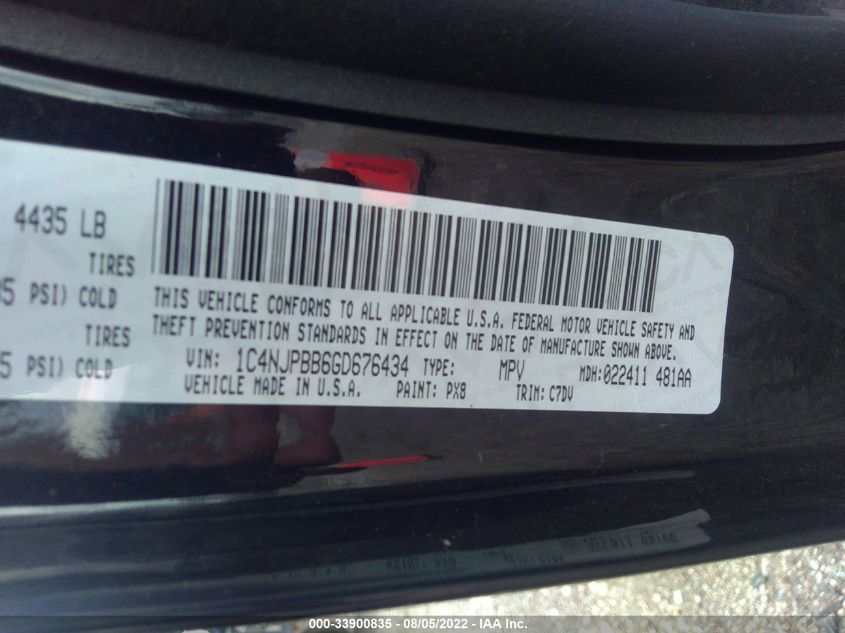 4435 LB
TIRES
5 PSI) COLD
TIRES
5 PSI) COLD
THIS VEHICLE CONFORMS TO ALL APPLICABLE U.S.A. FEDERAL MOTOR VEHICLE SAFETY AND
THEFT PREVENTION STANDARDS IN EFFECT ON THE DATE OF MANUFACTURE SHOWN ABOVE.
VIN: 1C4NJPBB6GD676434 TYPE: MPV MDH:022411 481AA
VEHICLE MADE IN U.S.A. PAINT: PX8 TRIM: C7DV
000-33900835 - 08/05/2022 - IAA Inc.